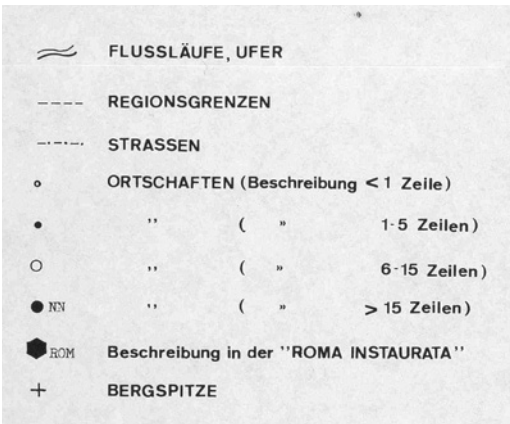 FLUSSLÄUFE, UFER
REGIONSGRENZEN
STRASSEN
ORTSCHAFTEN (Beschreibung < 1 Zeile)
,, ( » 1-5 Zeilen)
,, ( » 6-15 Zeilen)
NN ,, ( » > 15 Zeilen)
ROM Beschreibung in der ''ROMA INSTAURATA''
BERGSPITZE